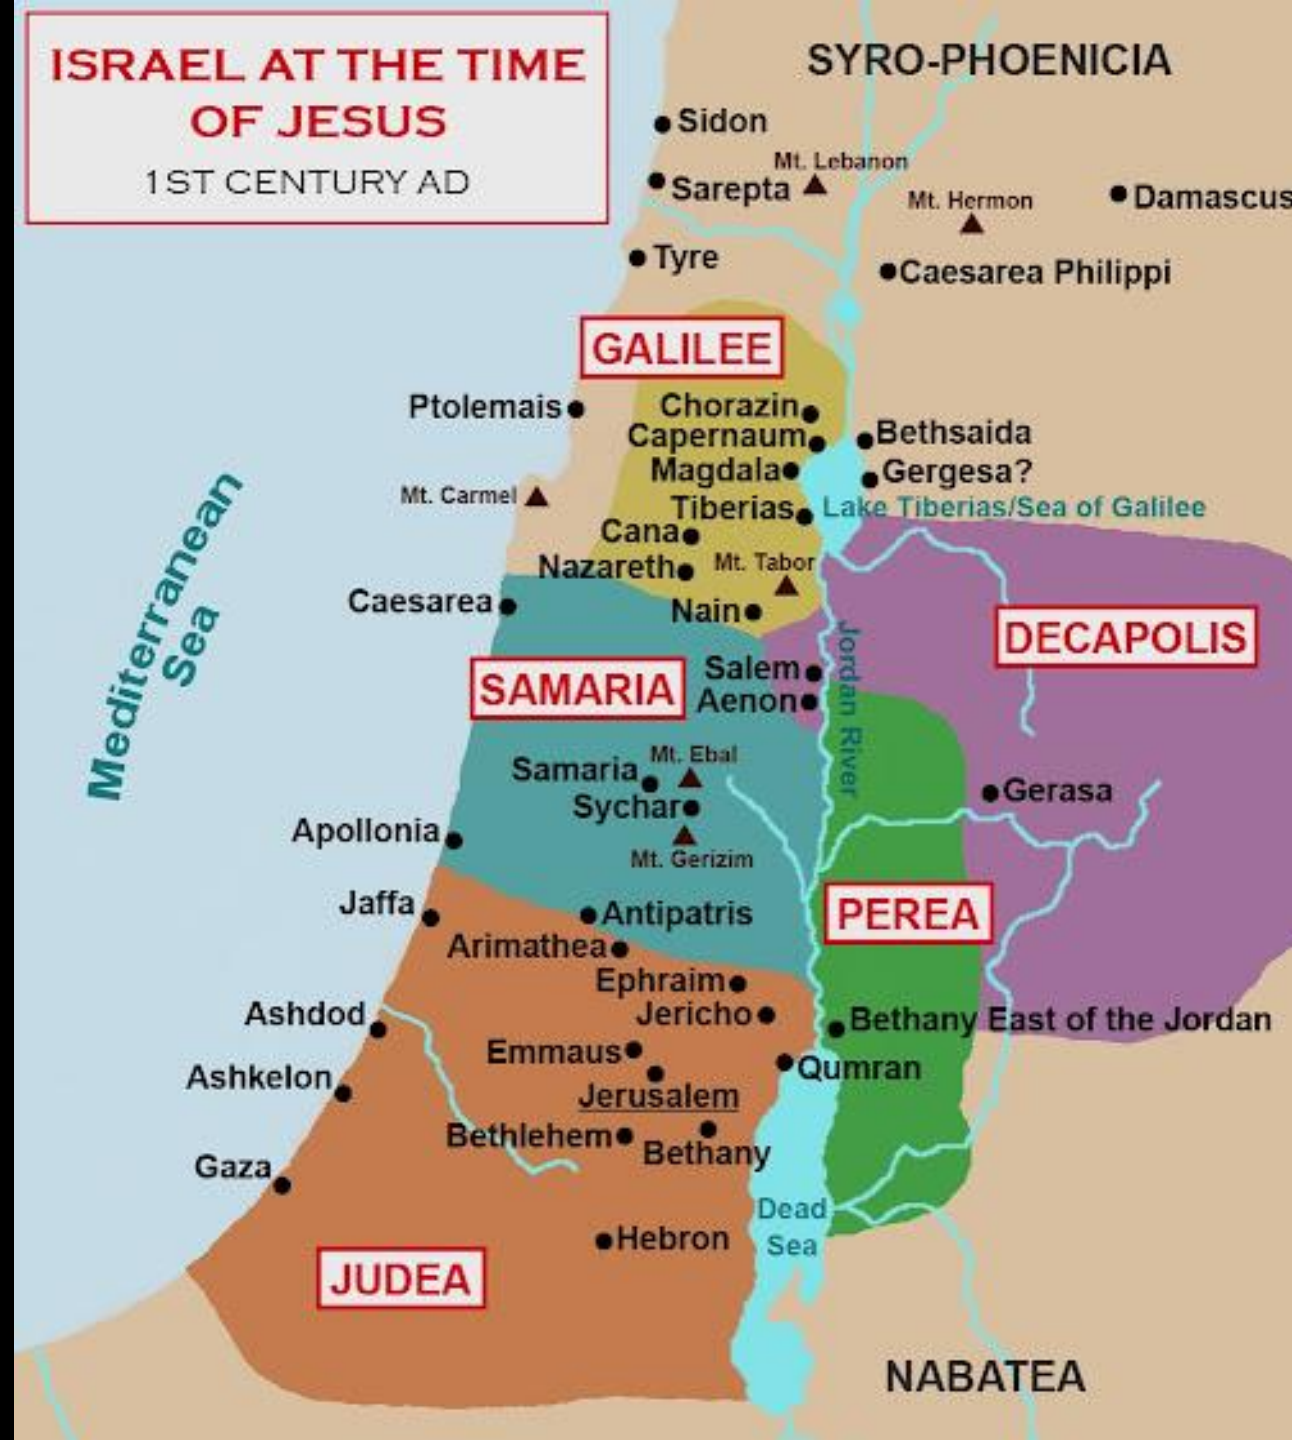 ISRAEL AT THE TIME
OF JESUS
1ST CENTURY AD
SYRO-PHOENICIA
Sidon
Mt. Lebanon
Sarepta
Mt. Hermon
Damascus
Tyre
Caesarea Philippi
GALILEE
Ptolemais
Chorazin
Capernaum
Bethsaida
Magdala
Gergesa?
Mt. Carmel
Tiberias
Lake Tiberias/Sea of Galilee
Cana
Nazareth
Mt. Tabor
Mediterranean
Sea
Caesarea
Nain
DECAPOLIS
Jordan River
SAMARIA
Salem
Aenon
Mt. Ebal
Samaria
Sychar
Gerasa
Apollonia
Mt. Gerizim
Jaffa
Antipatris
PEREA
Arimathea
Ephraim
Jericho
Ashdod
Bethany East of the Jordan
Emmaus
Qumran
Ashkelon
Jerusalem
Bethlehem
Bethany
Gaza
Dead
Sea
Hebron
JUDEA
NABATEA